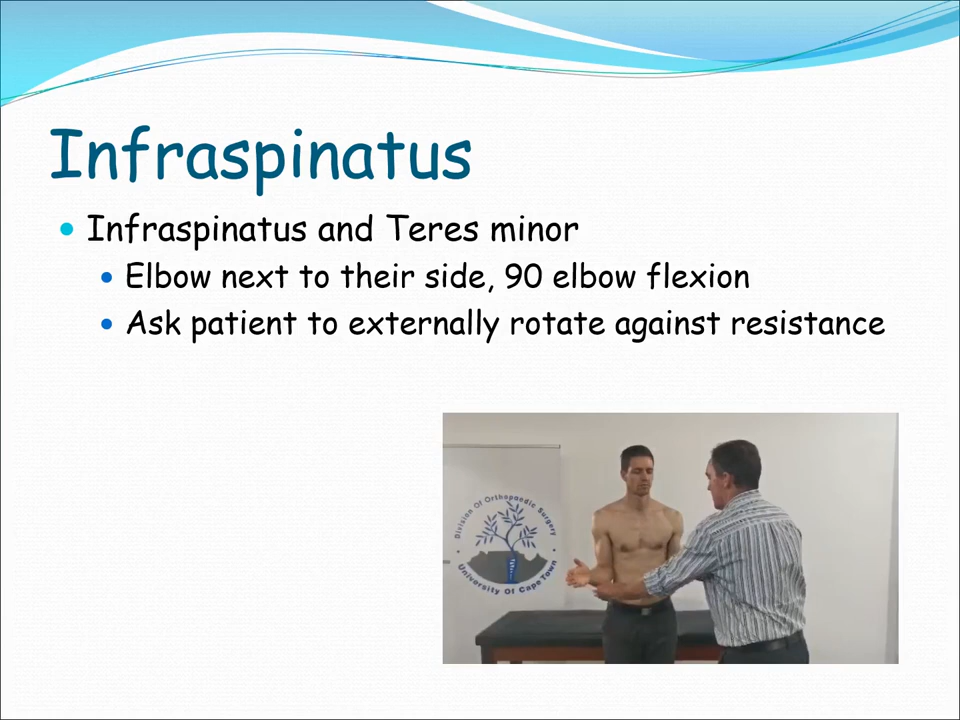 Infraspinatus
Infraspinatus and Teres minor
Elbow next to their side, 90 elbow flexion
Ask patient to externally rotate against resistance
Division Of Orthopaedic Surgery
University Of Cape Town